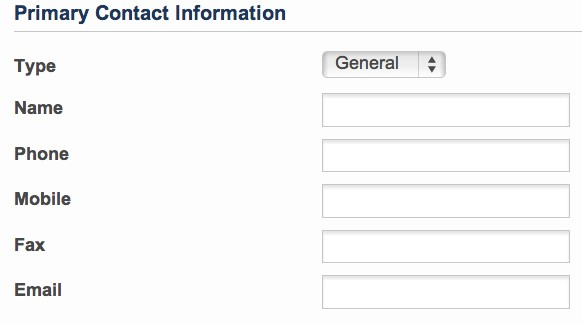 Primary Contact Information
Type General
Name
Phone
Mobile
Fax
Email